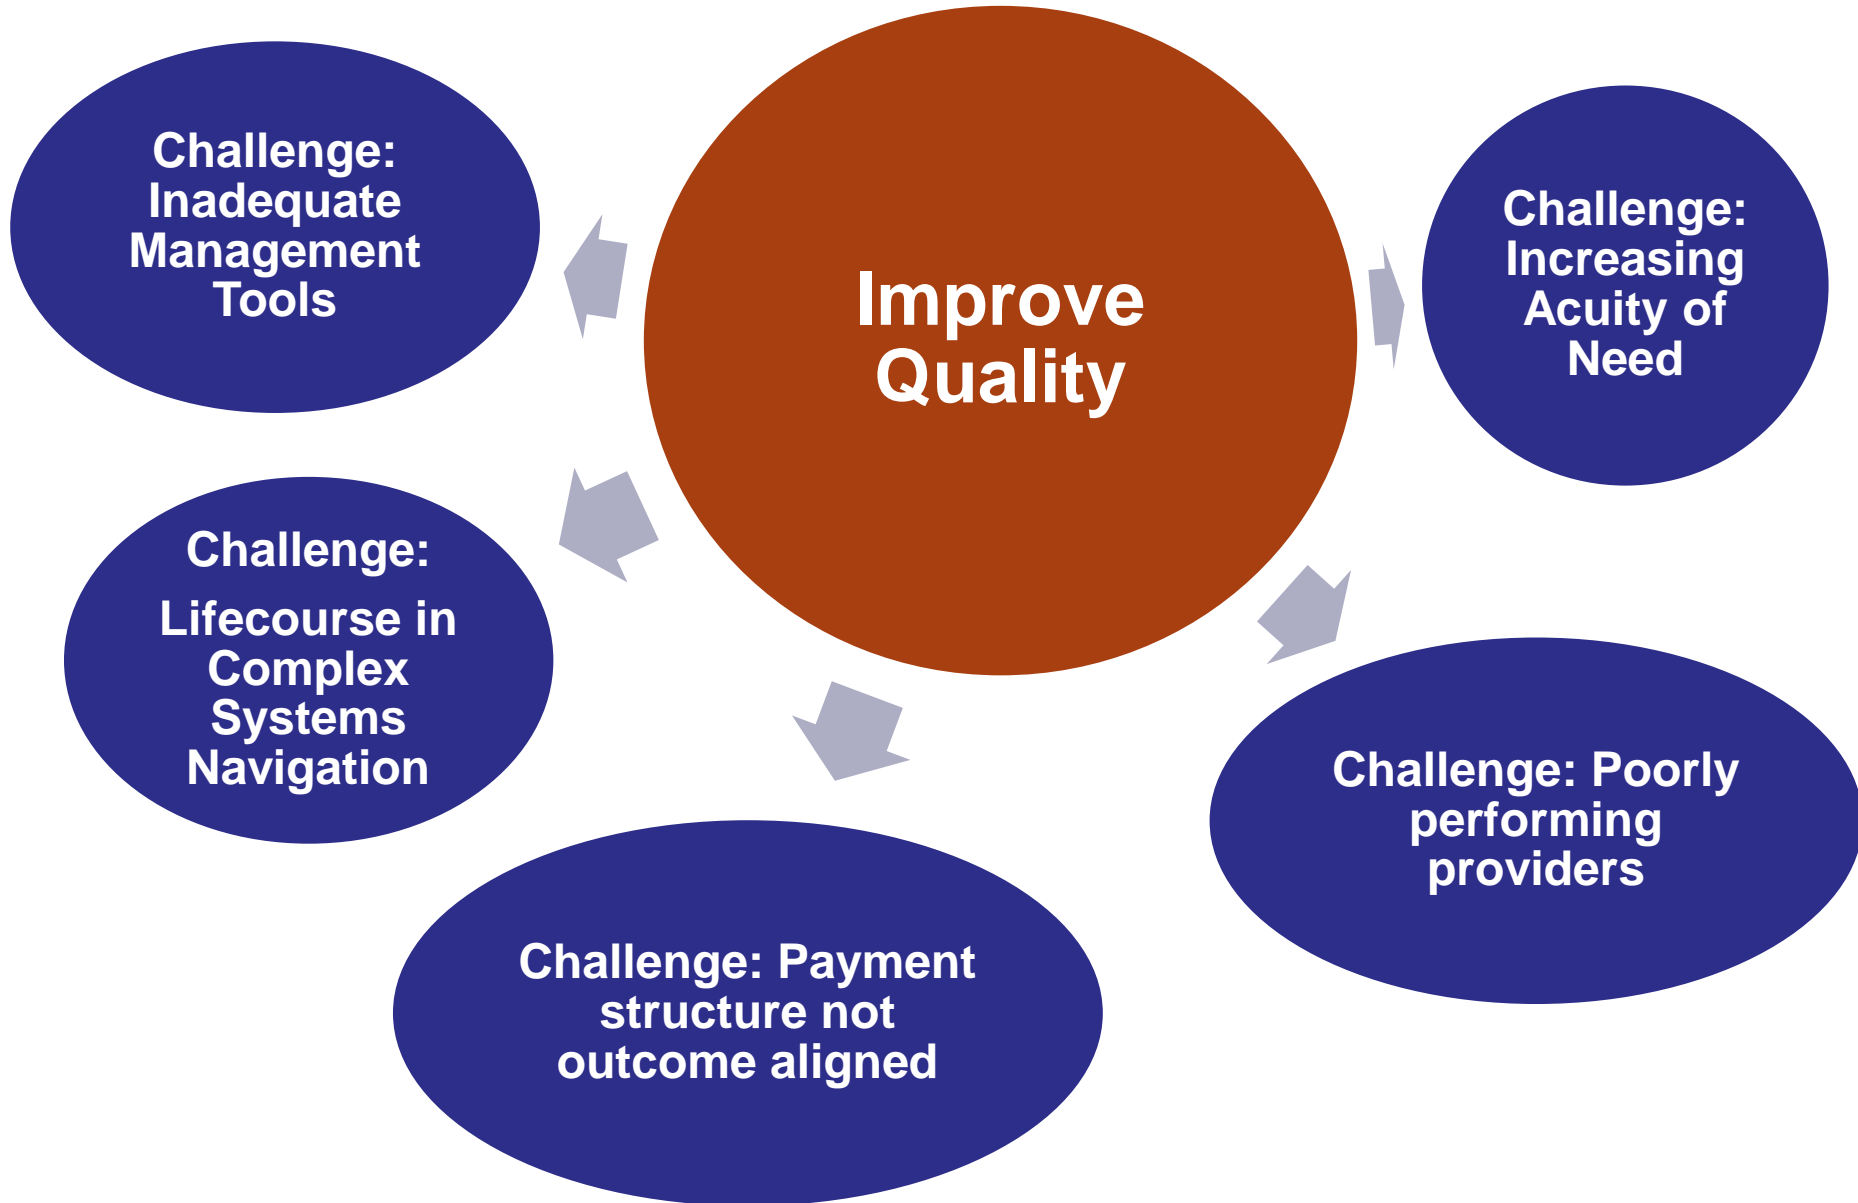 Challenge:
Inadequate
Management
Tools
Improve
Quality
Challenge:
Increasing
Acuity of
Need
Challenge:
Lifecourse in
Complex
Systems
Navigation
Challenge: Poorly
performing
providers
Challenge: Payment
structure not
outcome aligned